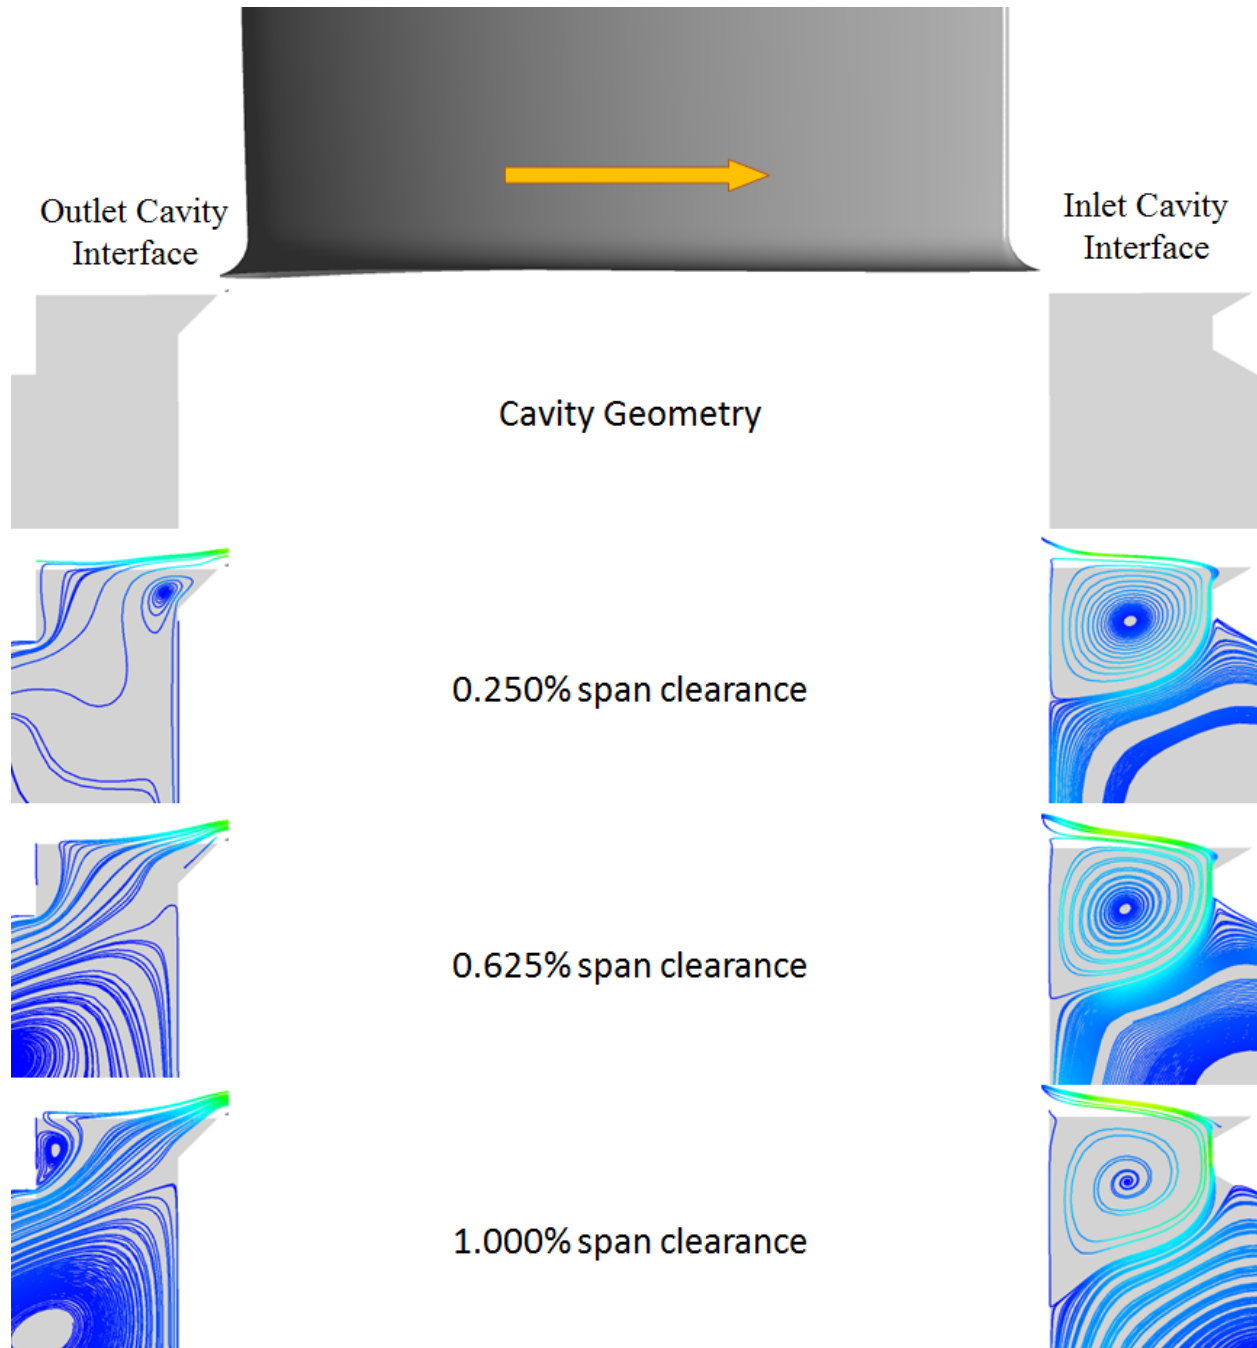 Outlet Cavity
Interface
Inlet Cavity
Interface
Cavity Geometry
0.250% span clearance
0.625% span clearance
1.000% span clearance